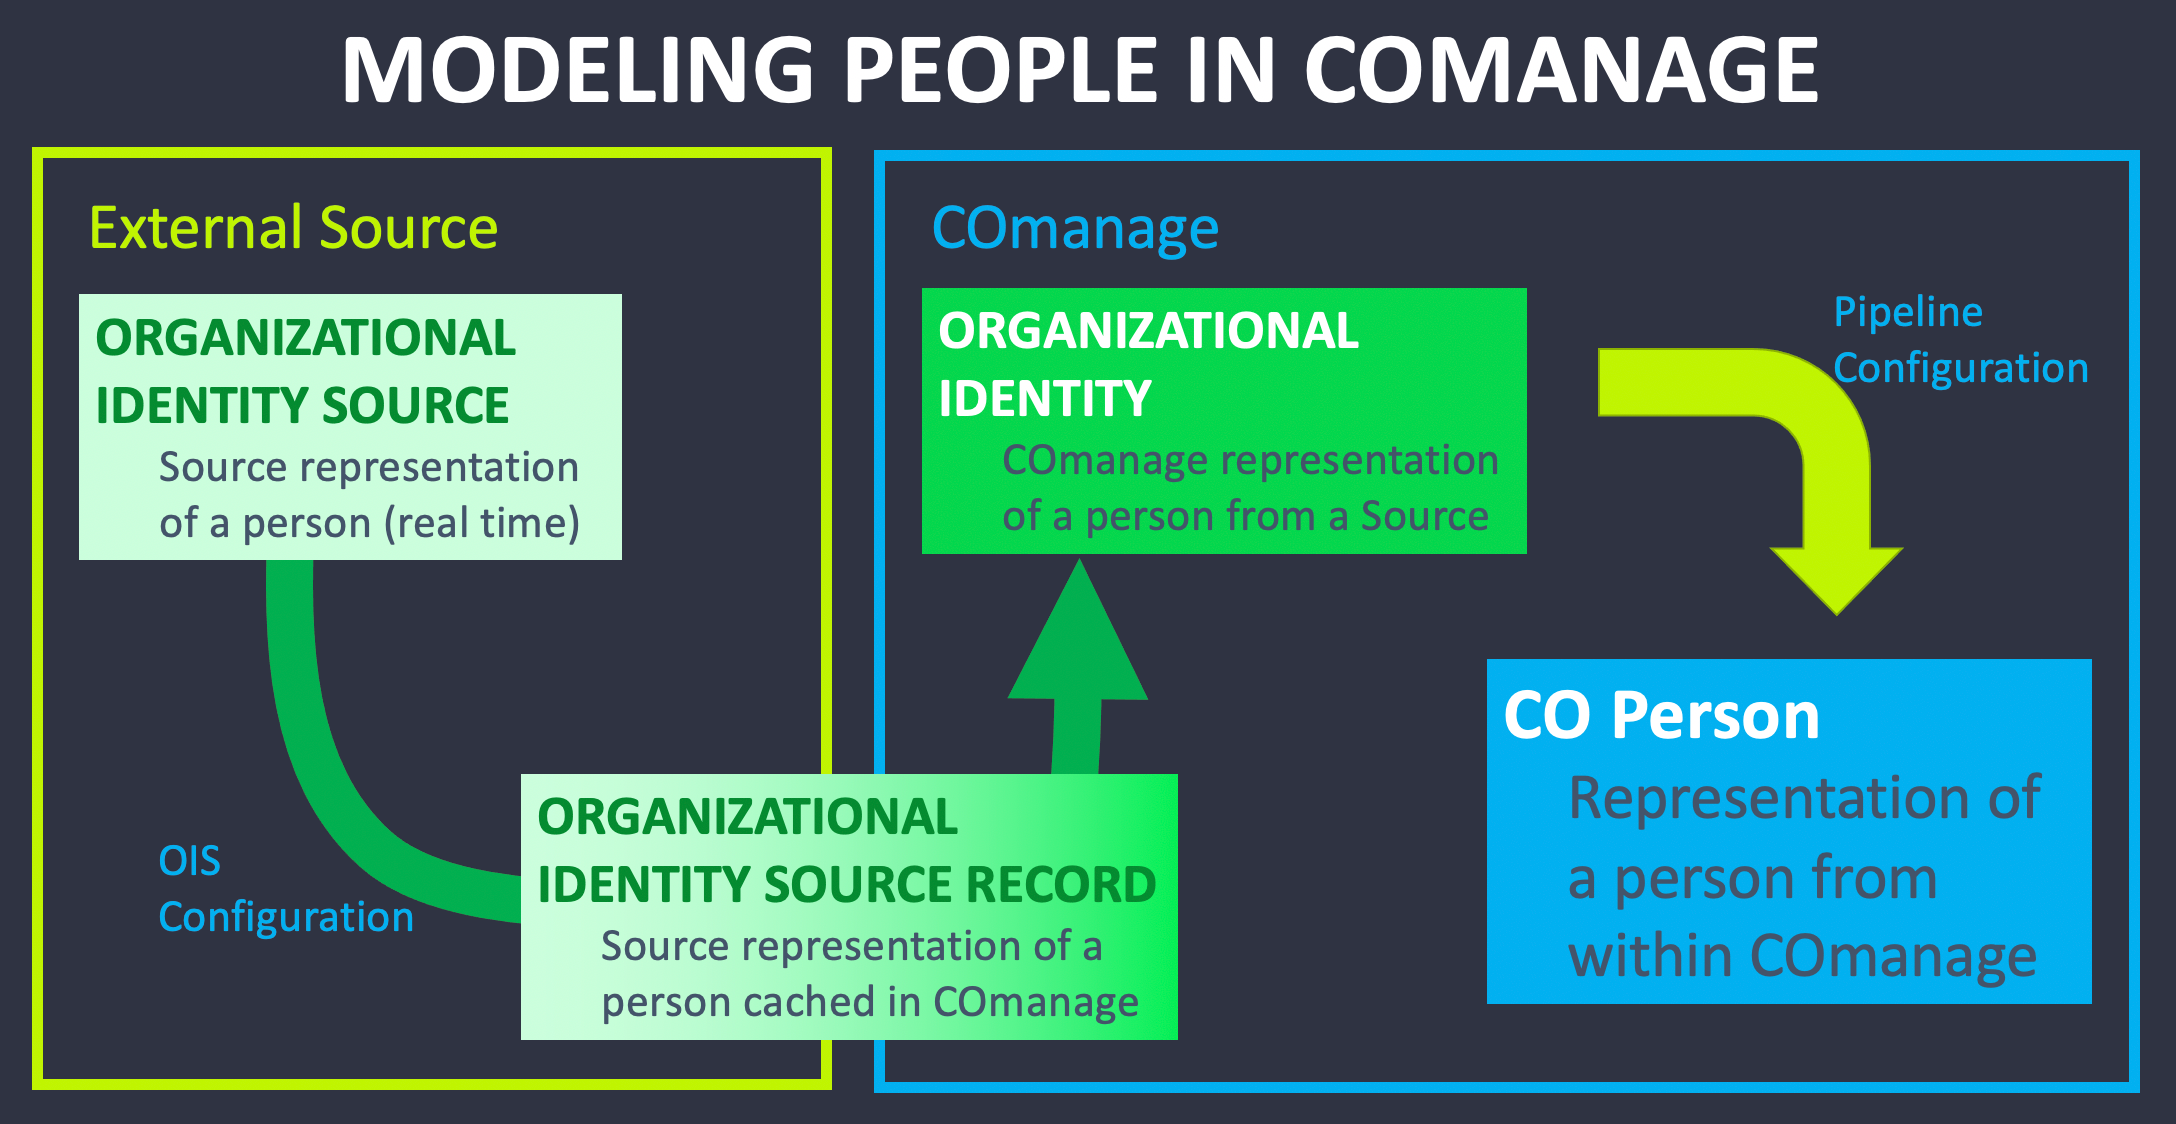 MODELING PEOPLE IN COMANAGE
External Source
ORGANIZATIONAL
IDENTITY SOURCE
Source representation
of a person (real time)
OIS
Configuration
ORGANIZATIONAL
IDENTITY SOURCE RECORD
Source representation of a
person cached in COmanage
COmanage
ORGANIZATIONAL
IDENTITY
COmanage representation
of a person from a Source
Pipeline
Configuration
CO Person
Representation of
a person from
within COmanage